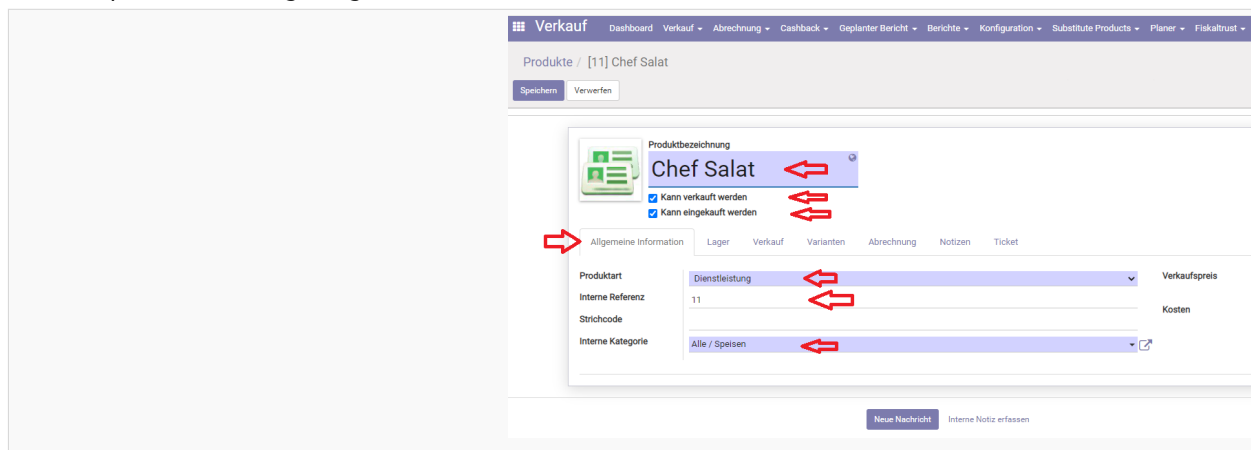 Verkauf Dashboard Verkauf Abrechnung Cashback Geplanter Bericht Berichte Konfiguration Substitute Products Planer Fiskaltrust
Produkte / [11] Chef Salat
Speichern Verwerfen
Produktbezeichnung
Chef Salat
Kann verkauft werden
Kann eingekauft werden
Allgemeine Information Lager Verkauf Varianten Abrechnung Notizen Ticket
Produktart Dienstleistung Verkaufspreis
Interne Referenz 11
Kosten
Strichcode
Interne Kategorie Alle / Speisen
Neue Nachricht Interne Notiz erfassen